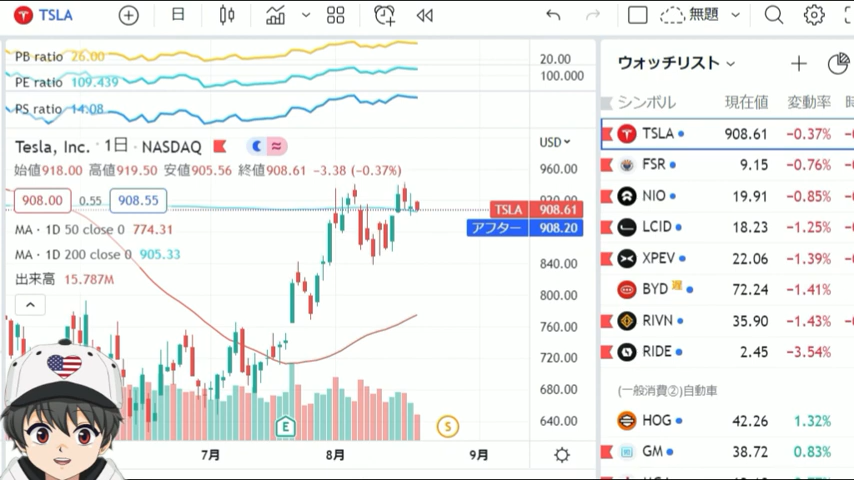 TSLA
日
無題
PB ratio 26.00
PE ratio 109.439
PS ratio 14.08
20.00
100.000
Tesla, Inc. · 1日 · NASDAQ
USD
始値918.00 高値919.50 安値905.56 終値908.61 −3.38 (−0.37%)
908.00 0.55 908.55
MA · 1D 50 close 0 774.31
MA · 1D 200 close 0 905.33
出来高 15.787M
960.00
920.00
TSLA 908.61
アフター 908.20
840.00
800.00
760.00
720.00
680.00
640.00
E
S
7月
8月
9月
ウォッチリスト
シンボル 現在値 変動率
TSLA 908.61 −0.37%
FSR 9.15 −0.76%
NIO 19.91 −0.85%
LCID 18.23 −1.25%
XPEV 22.06 −1.39%
BYD 遅 72.24 −1.41%
RIVN 35.90 −1.43%
RIDE 2.45 −3.54%
(一般消費②)自動車
HOG 42.26 1.32%
GM 38.72 0.83%